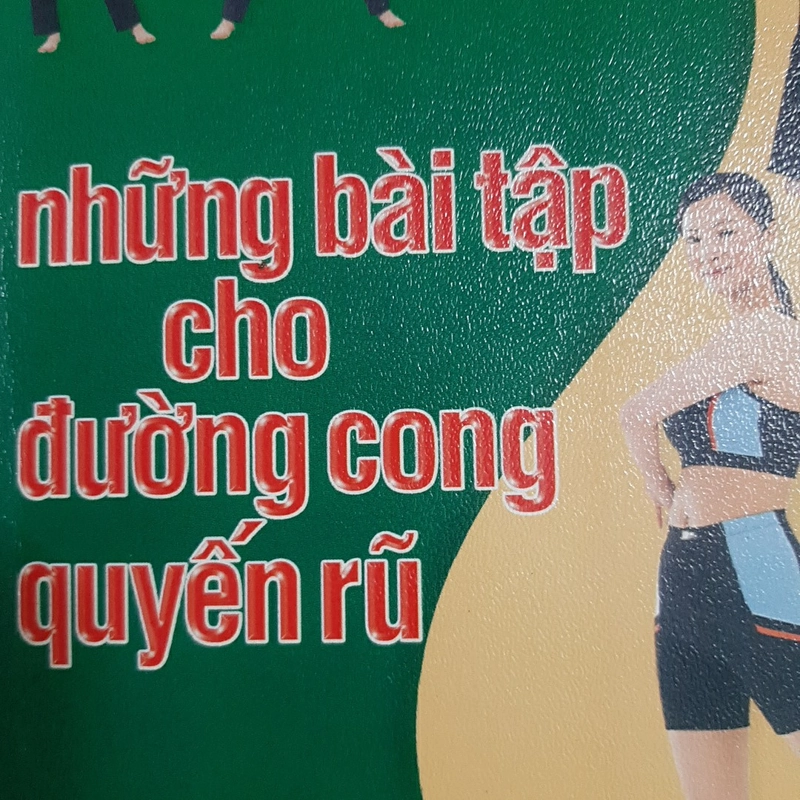 những bài tập
cho
đường cong
quyến rũ